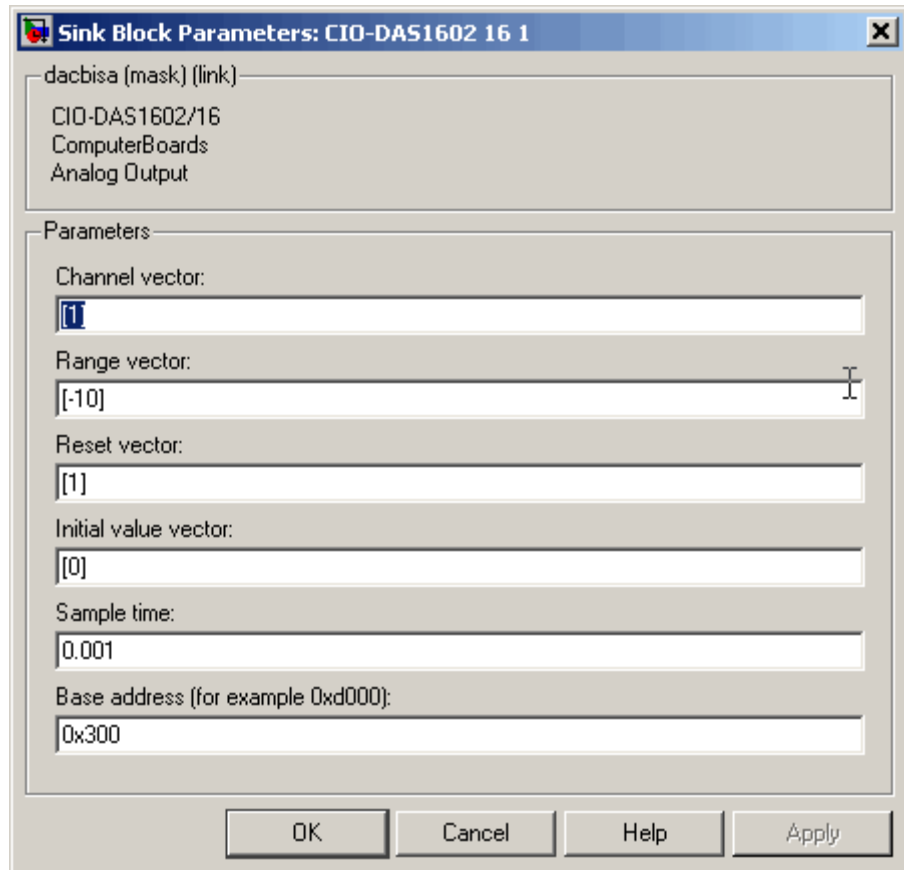 Sink Block Parameters: CIO-DAS1602 16 1
dacbisa (mask) (link)
CIO-DAS1602/16
ComputerBoards
Analog Output
Parameters
Channel vector:
[1]
Range vector:
[-10]
Reset vector:
[1]
Initial value vector:
[0]
Sample time:
0.001
Base address (for example 0xd000):
0x300
OK Cancel Help Apply